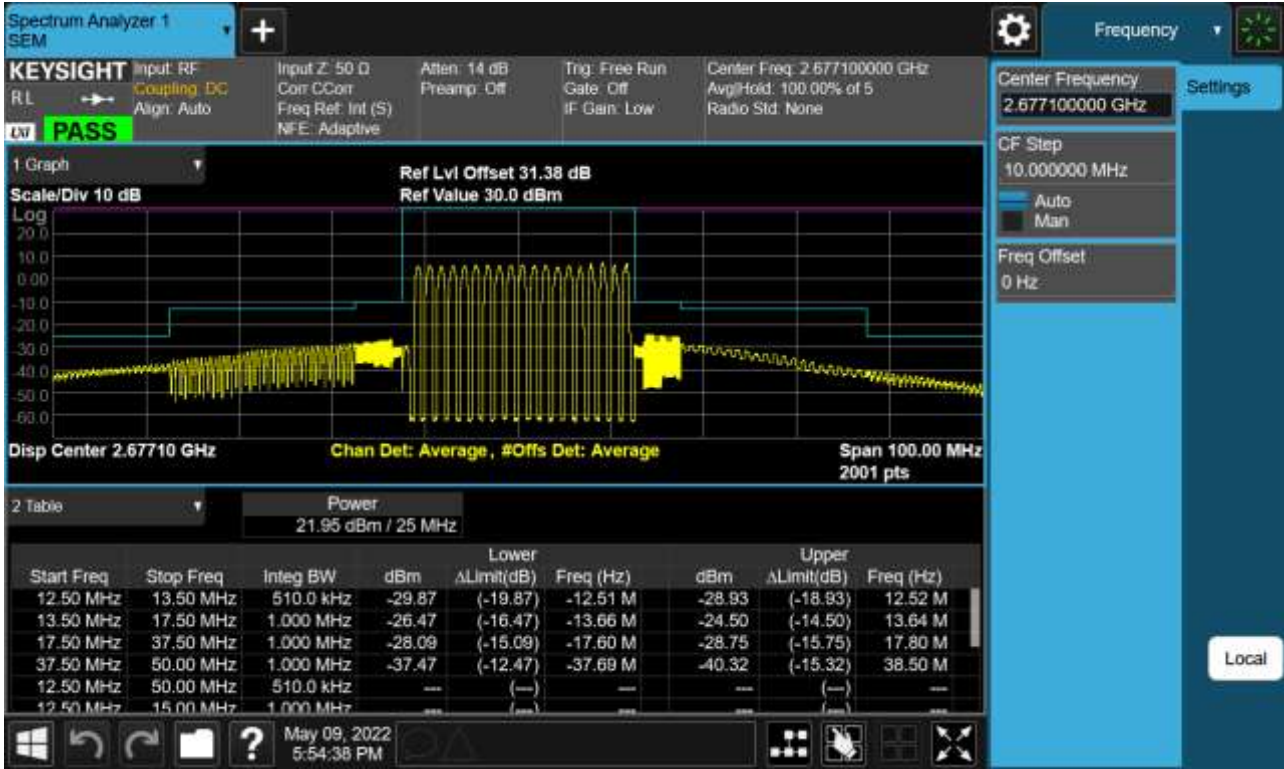 Spectrum Analyzer 1
SEM
+
Frequency
KEYSIGHT
RL
LXI
PASS
Input: RF
Coupling: DC
Align: Auto
Input Z: 50 Ω
Corr CCorr
Freq Ref: Int (S)
NFE: Adaptive
Atten: 14 dB
Preamp: Off
Trig: Free Run
Gate: Off
IF Gain: Low
Center Freq: 2.677100000 GHz
Avg|Hold: 100.00% of 5
Radio Std: None
Center Frequency
2.677100000 GHz
Settings
CF Step
10.000000 MHz
Auto
Man
Freq Offset
0 Hz
1 Graph
Scale/Div 10 dB
Ref Lvl Offset 31.38 dB
Ref Value 30.0 dBm
Log
20.0
10.0
0.00
-10.0
-20.0
-30.0
-40.0
-50.0
-60.0
Disp Center 2.67710 GHz
Chan Det: Average, #Offs Det: Average
Span 100.00 MHz
2001 pts
2 Table
Power
21.95 dBm / 25 MHz
Lower Upper
Start Freq Stop Freq Integ BW dBm ΔLimit(dB) Freq (Hz) dBm ΔLimit(dB) Freq (Hz)
12.50 MHz 13.50 MHz 510.0 kHz -29.87 (-19.87) -12.51 M -28.93 (-18.93) 12.52 M
13.50 MHz 17.50 MHz 1.000 MHz -26.47 (-16.47) -13.66 M -24.50 (-14.50) 13.64 M
17.50 MHz 37.50 MHz 1.000 MHz -28.09 (-15.09) -17.60 M -28.75 (-15.75) 17.80 M
37.50 MHz 50.00 MHz 1.000 MHz -37.47 (-12.47) -37.69 M -40.32 (-15.32) 38.50 M
12.50 MHz 50.00 MHz 510.0 kHz --- (---) --- --- (---) ---
12.50 MHz 15.00 MHz 1.000 MHz --- (---) --- --- (---) ---
Local
?
May 09, 2022
5:54:38 PM